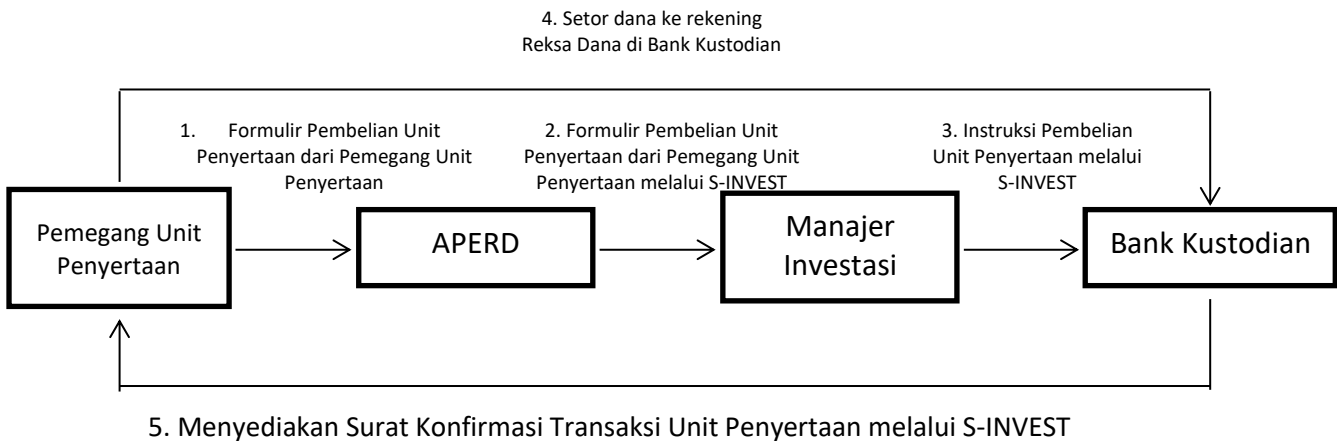 4. Setor dana ke rekening
Reksa Dana di Bank Kustodian
1. Formulir Pembelian Unit
Penyertaan dari Pemegang Unit
Penyertaan
2. Formulir Pembelian Unit
Penyertaan dari Pemegang Unit
Penyertaan melalui S-INVEST
3. Instruksi Pembelian
Unit Penyertaan melalui
S-INVEST
Pemegang Unit
Penyertaan
APERD
Manajer
Investasi
Bank Kustodian
5. Menyediakan Surat Konfirmasi Transaksi Unit Penyertaan melalui S-INVEST